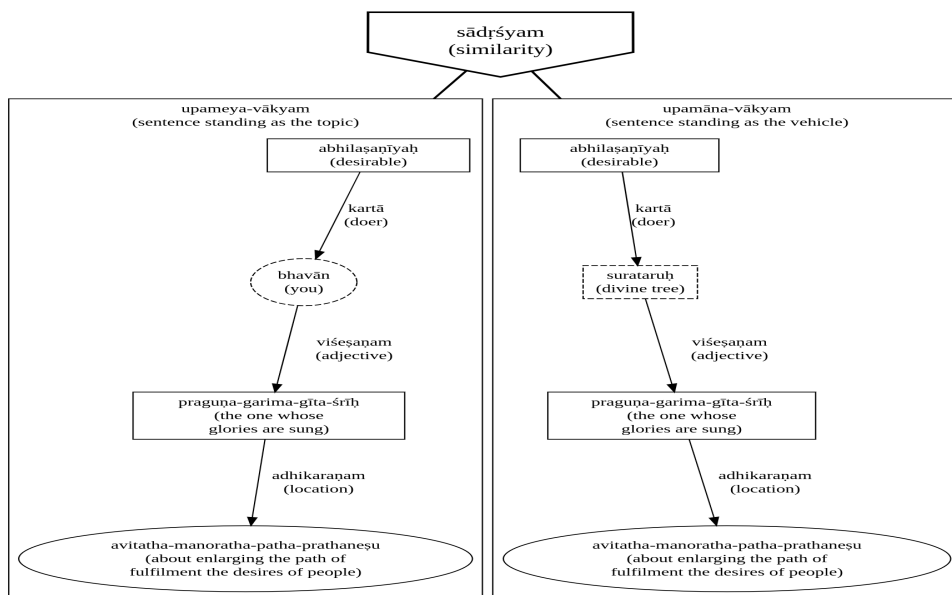 sādṛśyam
(similarity)
upameya-vākyam
(sentence standing as the topic)
abhilaṣaṇīyaḥ
(desirable)
kartā
(doer)
bhavān
(you)
viśeṣaṇam
(adjective)
praguṇa-garima-gīta-śrīḥ
(the one whose
glories are sung)
adhikaraṇam
(location)
avitatha-manoratha-patha-prathaneṣu
(about enlarging the path of
fulfilment the desires of people)
upamāna-vākyam
(sentence standing as the vehicle)
abhilaṣaṇīyaḥ
(desirable)
kartā
(doer)
surataruḥ
(divine tree)
viśeṣaṇam
(adjective)
praguṇa-garima-gīta-śrīḥ
(the one whose
glories are sung)
adhikaraṇam
(location)
avitatha-manoratha-patha-prathaneṣu
(about enlarging the path of
fulfilment the desires of people)